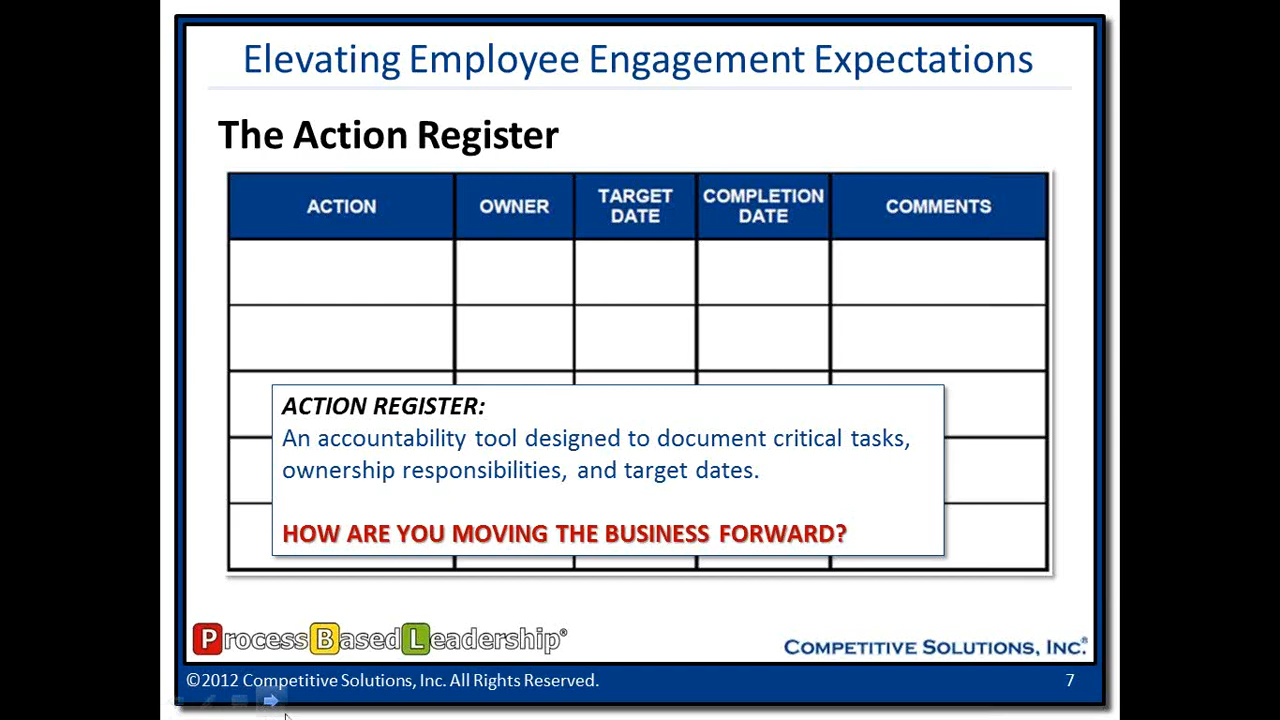 Elevating Employee Engagement Expectations
The Action Register
ACTION
OWNER
TARGET
DATE
COMPLETION
DATE
COMMENTS
ACTION REGISTER:
An accountability tool designed to document critical tasks,
ownership responsibilities, and target dates.
HOW ARE YOU MOVING THE BUSINESS FORWARD?
ProcessBasedLeadership®
COMPETITIVE SOLUTIONS, INC.®
©2012 Competitive Solutions, Inc. All Rights Reserved.
7